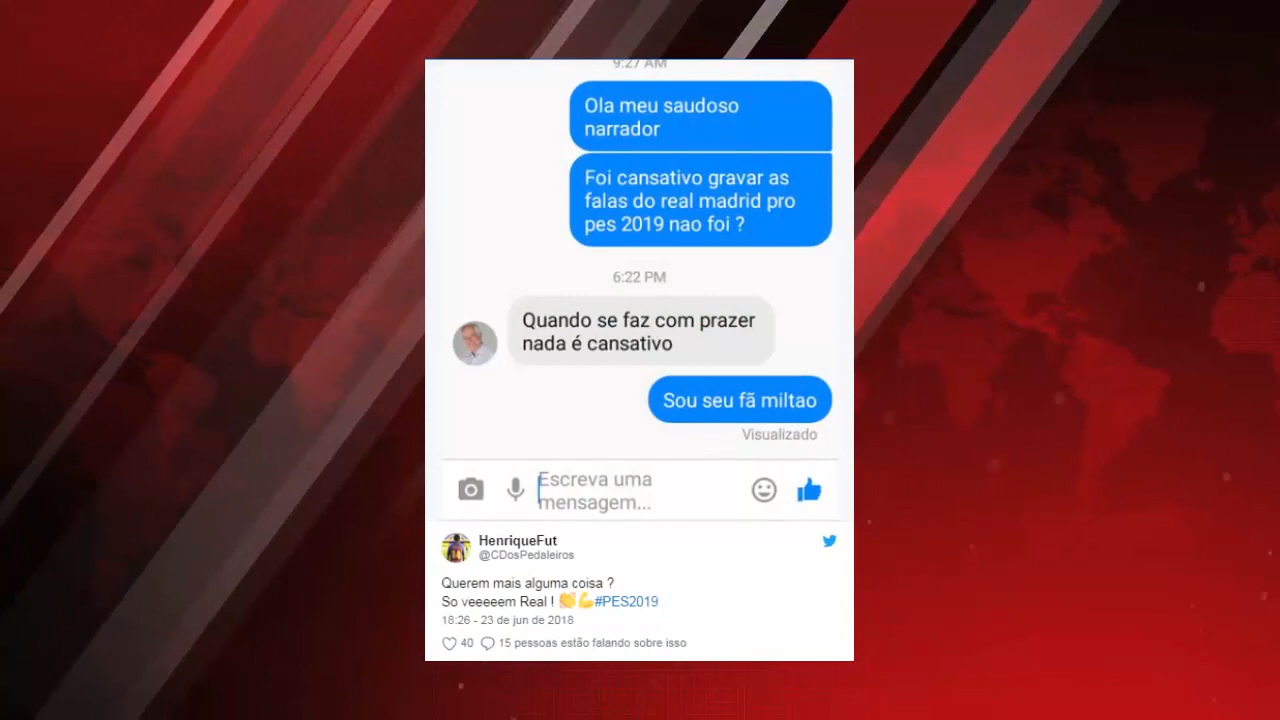 9:27 AM
Ola meu saudoso
narrador
Foi cansativo gravar as
falas do real madrid pro
pes 2019 nao foi ?
6:22 PM
Quando se faz com prazer
nada é cansativo
Sou seu fã miltao
Visualizado
Escreva uma
mensagem...
HenriqueFut
@CDosPedaleiros
Querem mais alguma coisa ?
So veeeeem Real ! 👏💪#PES2019
18:26 - 23 de jun de 2018
40 15 pessoas estão falando sobre isso